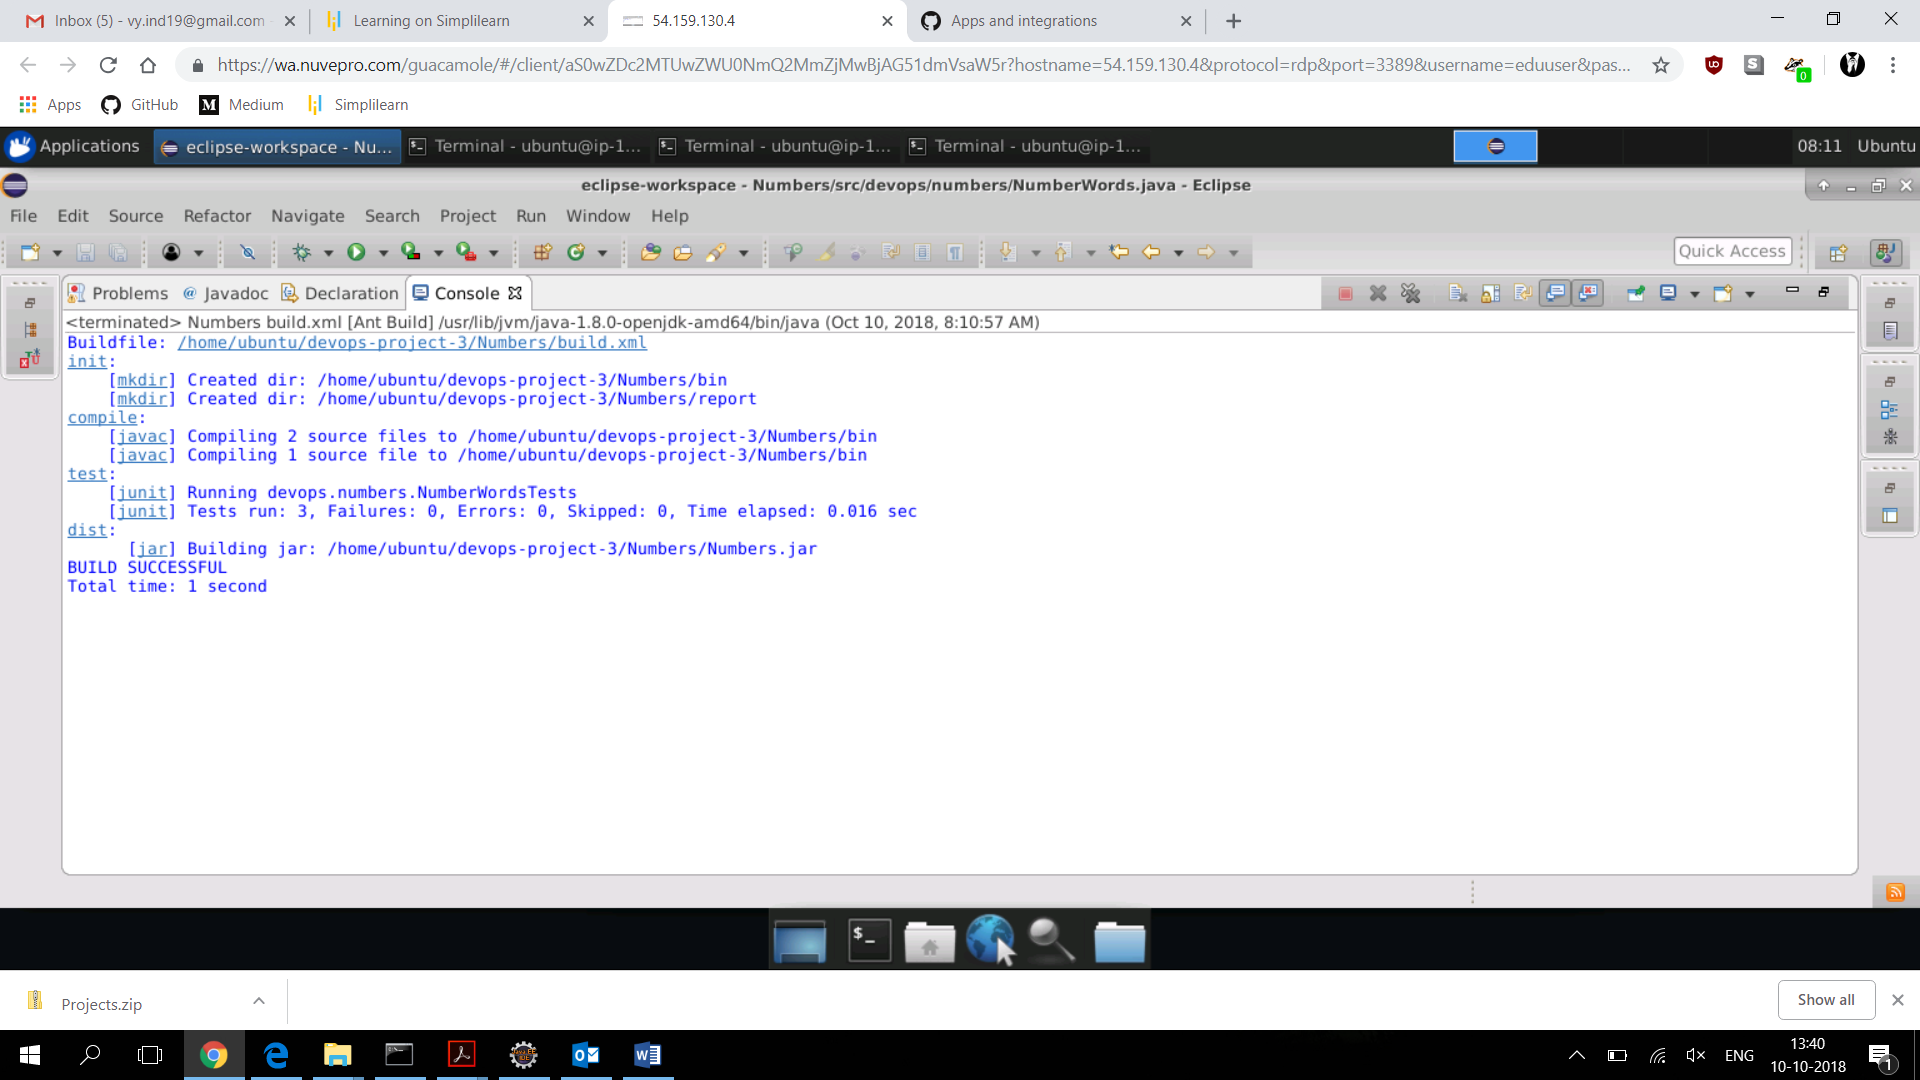 Inbox (5) - vy.ind19@gmail.com
Learning on Simplilearn
54.159.130.4
Apps and integrations
https://wa.nuvepro.com/guacamole/#/client/aS0wZDc2MTUwZWU0NmQ2MmZjMwBjAG51dmVsaW5r?hostname=54.159.130.4&protocol=rdp&port=3389&username=eduuser&pas...
0
Apps
GitHub
Medium
Simplilearn
Applications
eclipse-workspace - Nu...
Terminal - ubuntu@ip-1...
Terminal - ubuntu@ip-1...
Terminal - ubuntu@ip-1...
08:11 Ubuntu
eclipse-workspace - Numbers/src/devops/numbers/NumberWords.java - Eclipse
File Edit Source Refactor Navigate Search Project Run Window Help
Quick Access
Problems @ Javadoc Declaration Console
<terminated> Numbers build.xml [Ant Build] /usr/lib/jvm/java-1.8.0-openjdk-amd64/bin/java (Oct 10, 2018, 8:10:57 AM)
Buildfile: /home/ubuntu/devops-project-3/Numbers/build.xml
init:
[mkdir] Created dir: /home/ubuntu/devops-project-3/Numbers/bin
[mkdir] Created dir: /home/ubuntu/devops-project-3/Numbers/report
compile:
[javac] Compiling 2 source files to /home/ubuntu/devops-project-3/Numbers/bin
[javac] Compiling 1 source file to /home/ubuntu/devops-project-3/Numbers/bin
test:
[junit] Running devops.numbers.NumberWordsTests
[junit] Tests run: 3, Failures: 0, Errors: 0, Skipped: 0, Time elapsed: 0.016 sec
dist:
[jar] Building jar: /home/ubuntu/devops-project-3/Numbers/Numbers.jar
BUILD SUCCESSFUL
Total time: 1 second
Projects.zip
Show all
ENG
13:40
10-10-2018
1